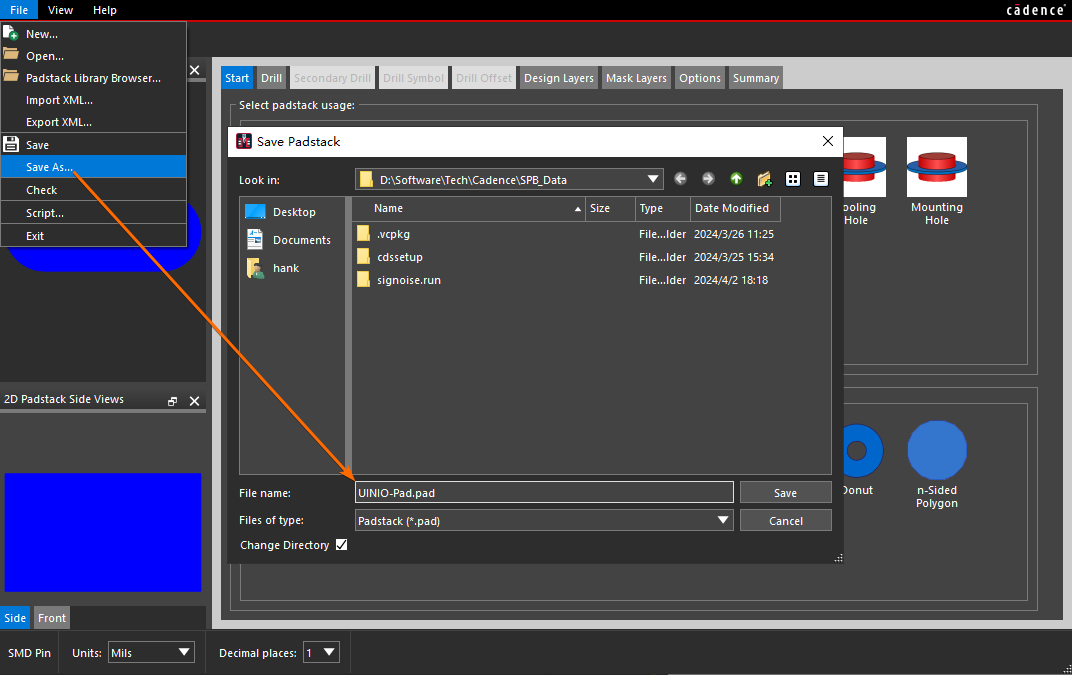 File View Help
cādence
New...
Open...
Padstack Library Browser...
Import XML...
Export XML...
Save
Save As...
Check
Script...
Exit
Start Drill Secondary Drill Drill Symbol Drill Offset Design Layers Mask Layers Options Summary
Select padstack usage:
Save Padstack
Look in: D:\Software\Tech\Cadence\SPB_Data
Desktop
Documents
hank
Name Size Type Date Modified
.vcpkg File...lder 2024/3/26 11:25
cdssetup File...lder 2024/3/25 15:34
signoise.run File...lder 2024/4/2 18:18
File name: UINIO-Pad.pad Save
Files of type: Padstack (*.pad) Cancel
Change Directory
ooling
Hole
Mounting
Hole
Donut
n-Sided
Polygon
2D Padstack Side Views
Side Front
SMD Pin Units: Mils Decimal places: 1